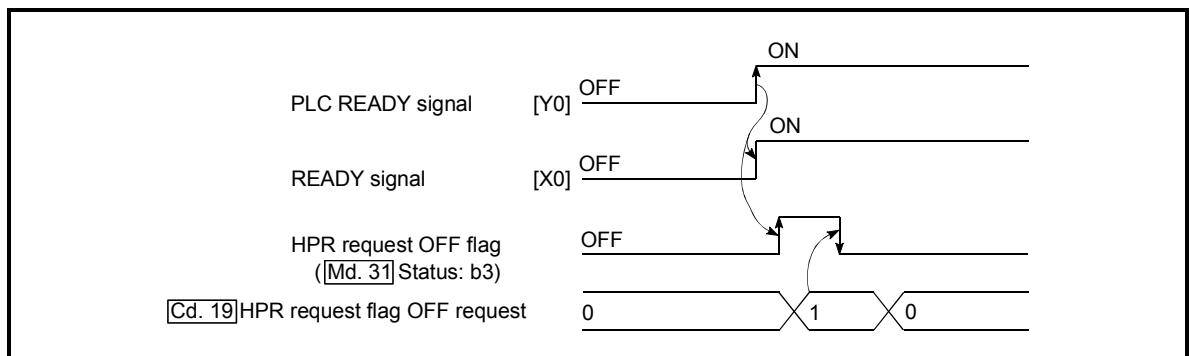 ON
OFF
PLC READY signal [Y0]
ON
OFF
READY signal [X0]
OFF
HPR request OFF flag
( Md. 31 Status: b3)
Cd. 19 HPR request flag OFF request 0 1 0